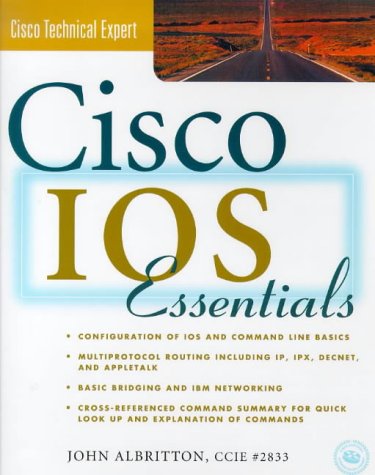 Cisco Technical Expert
Cisco
IOS
Essentials
• CONFIGURATION OF IOS AND COMMAND LINE BASICS
• MULTIPROTOCOL ROUTING INCLUDING IP, IPX, DECNET,
AND APPLETALK
• BASIC BRIDGING AND IBM NETWORKING
• CROSS-REFERENCED COMMAND SUMMARY FOR QUICK
LOOK UP AND EXPLANATION OF COMMANDS
JOHN ALBRITTON, CCIE #2833